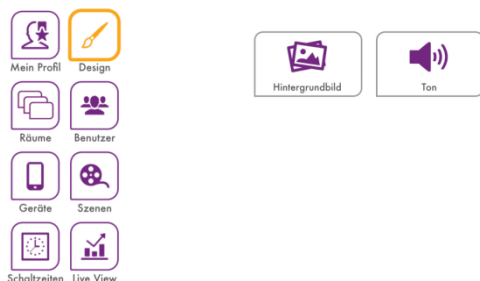 Mein Profil
Design
Hintergrundbild
Ton
Räume
Benutzer
Geräte
Szenen
Schaltzeiten
Live View